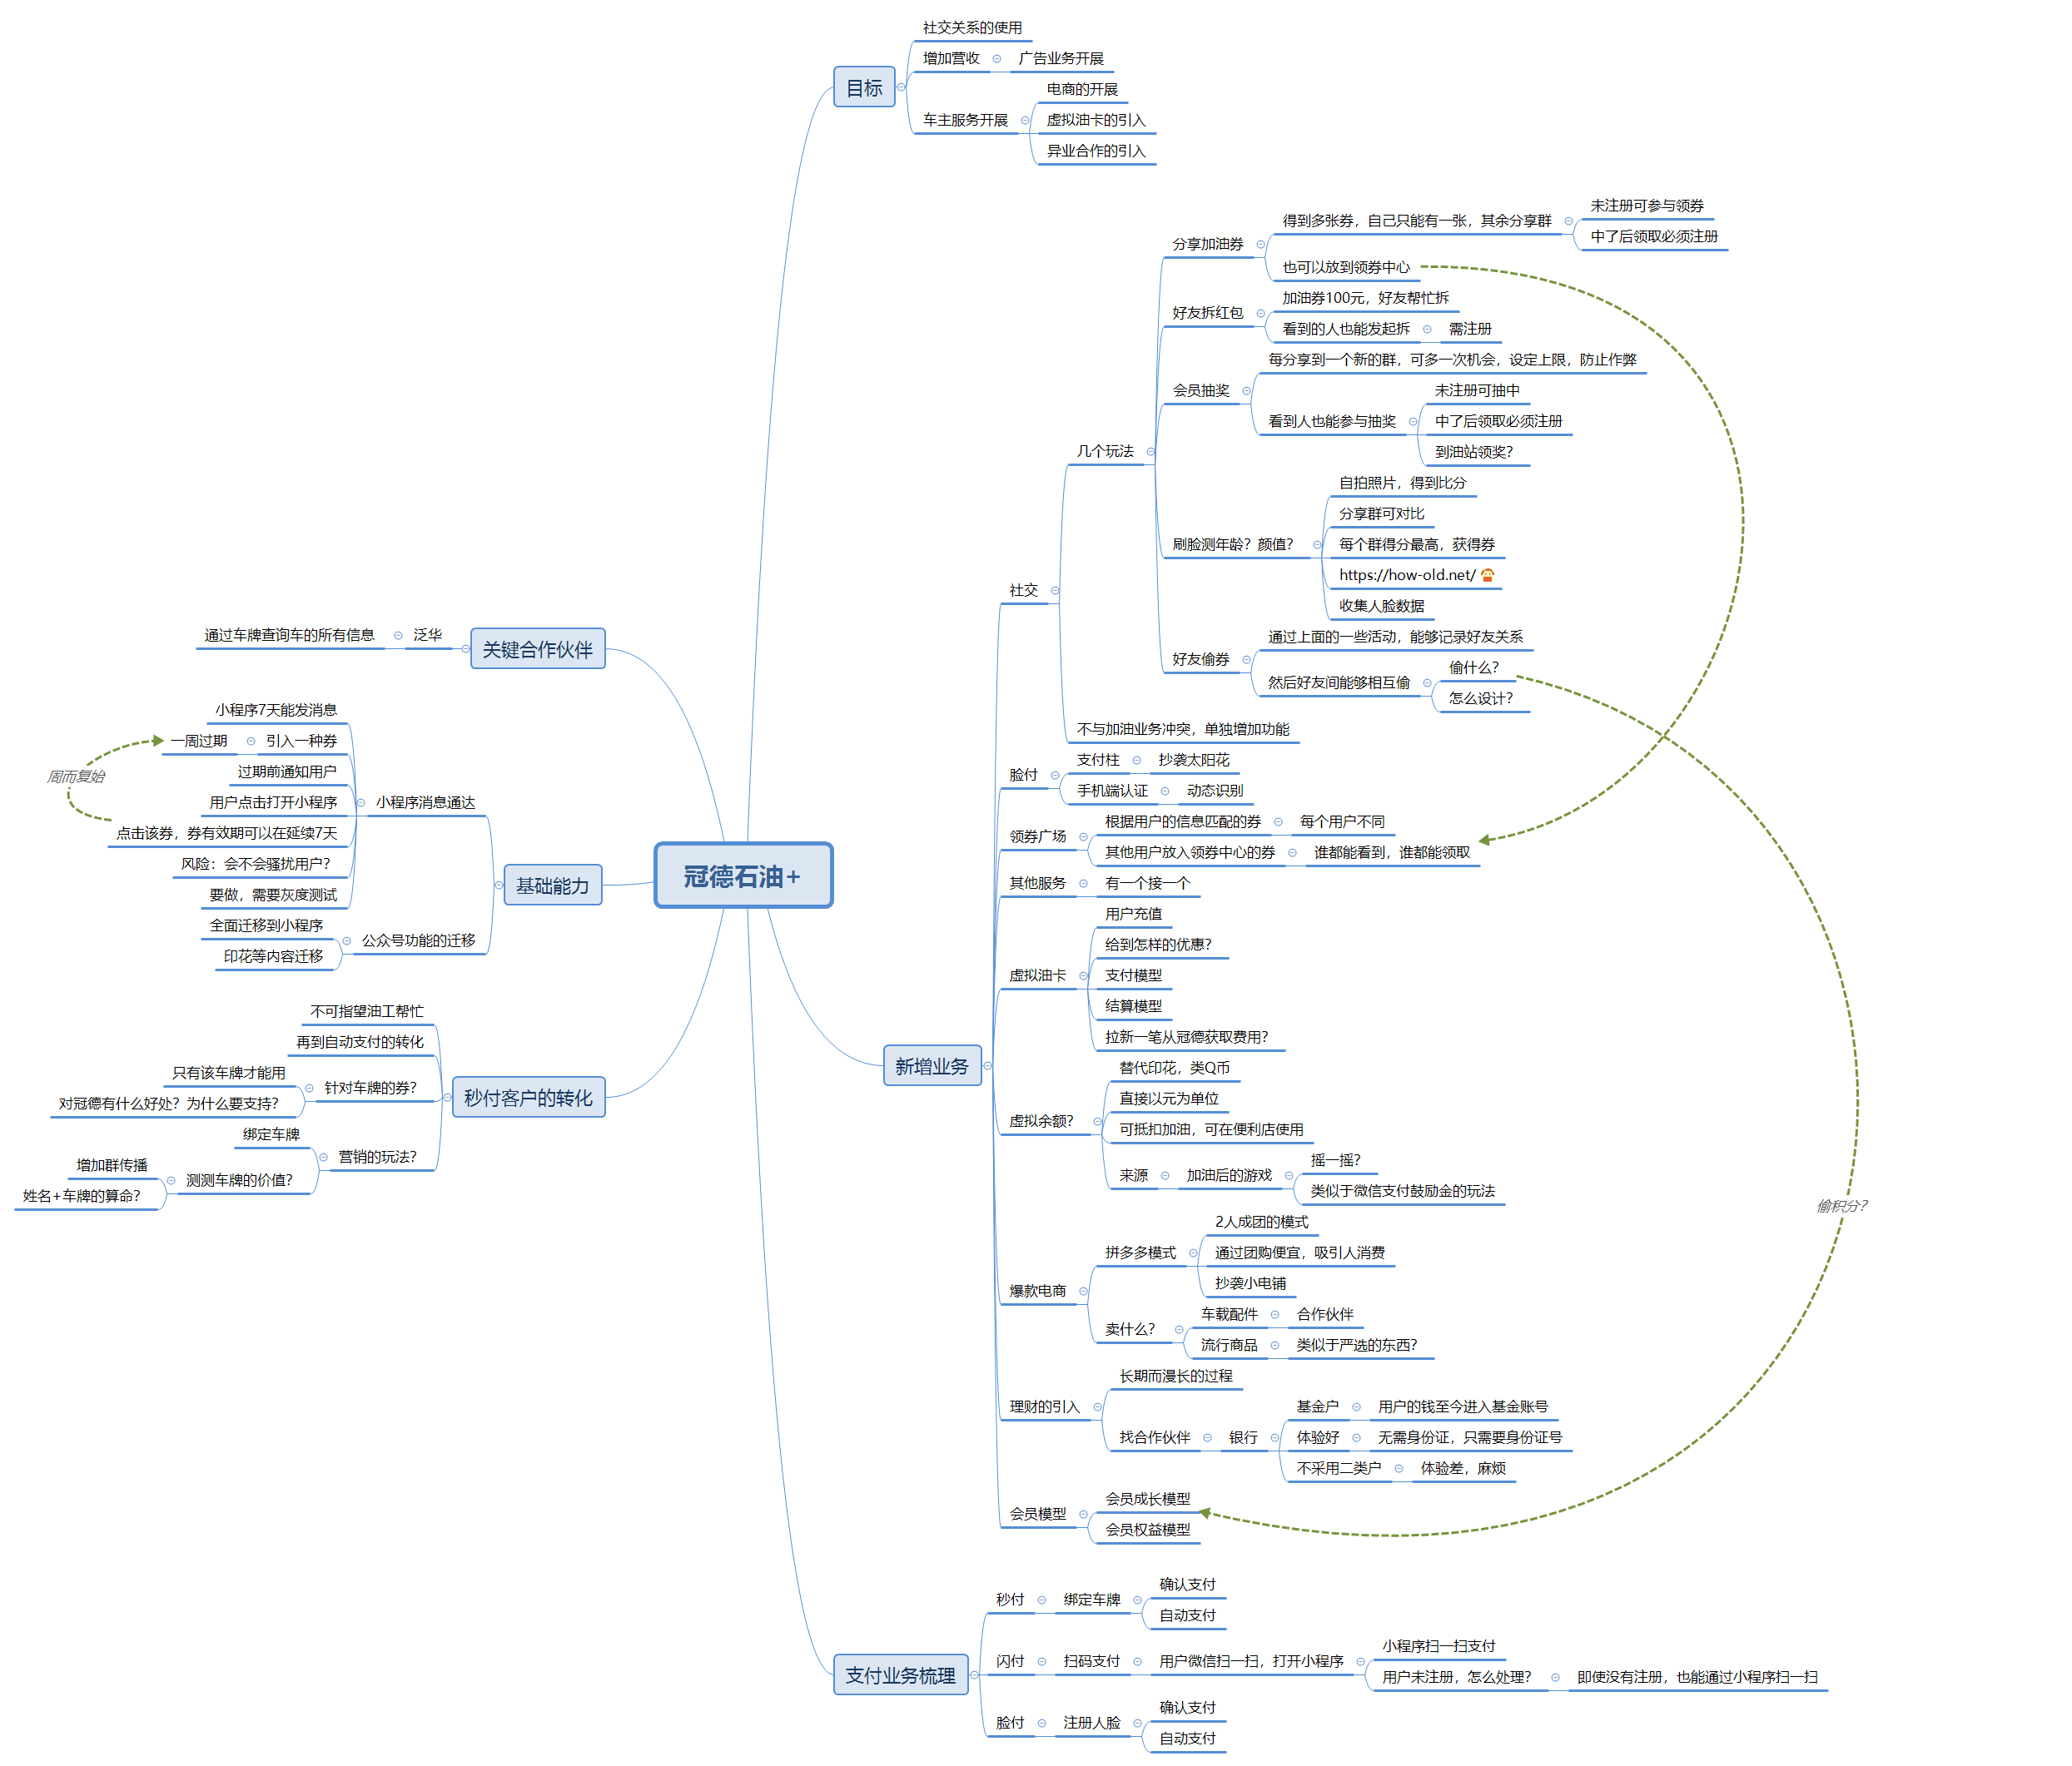 冠德石油+
目标
社交关系的使用
增加营收
广告业务开展
车主服务开展
电商的开展
虚拟油卡的引入
异业合作的引入
新增业务
社交
几个玩法
分享加油券
得到多张券，自己只能有一张，其余分享群
未注册可参与领券
中了后领取必须注册
也可以放到领券中心
好友拆红包
加油券100元，好友帮忙拆
看到的人也能发起拆
需注册
会员抽奖
每分享到一个新的群，可多一次机会，设定上限，防止作弊
看到人也能参与抽奖
未注册可抽中
中了后领取必须注册
到油站领奖？
刷脸测年龄？颜值？
自拍照片，得到比分
分享群可对比
每个群得分最高，获得券
https://how-old.net/
收集人脸数据
好友偷券
通过上面的一些活动，能够记录好友关系
然后好友间能够相互偷
偷什么？
怎么设计？
不与加油业务冲突，单独增加功能
脸付
支付柱
抄袭太阳花
手机端认证
动态识别
领券广场
根据用户的信息匹配的券
每个用户不同
其他用户放入领券中心的券
谁都能看到，谁都能领取
其他服务
有一个接一个
虚拟油卡
用户充值
给到怎样的优惠？
支付模型
结算模型
拉新一笔从冠德获取费用？
虚拟余额？
替代印花，类Q币
直接以元为单位
可抵扣加油，可在便利店使用
来源
加油后的游戏
摇一摇？
类似于微信支付鼓励金的玩法
爆款电商
拼多多模式
2人成团的模式
通过团购便宜，吸引人消费
抄袭小电铺
卖什么？
车载配件
合作伙伴
流行商品
类似于严选的东西？
理财的引入
长期而漫长的过程
找合作伙伴
银行
基金户
用户的钱至今进入基金账号
体验好
无需身份证，只需要身份证号
不采用二类户
体验差，麻烦
会员模型
会员成长模型
会员权益模型
偷积分？
支付业务梳理
秒付
绑定车牌
确认支付
自动支付
闪付
扫码支付
用户微信扫一扫，打开小程序
小程序扫一扫支付
用户未注册，怎么处理？
即使没有注册，也能通过小程序扫一扫
脸付
注册人脸
确认支付
自动支付
关键合作伙伴
泛华
通过车牌查询车的所有信息
基础能力
小程序消息通达
小程序7天能发消息
引入一种券
一周过期
过期前通知用户
用户点击打开小程序
点击该券，券有效期可以在延续7天
风险：会不会骚扰用户？
要做，需要灰度测试
周而复始
公众号功能的迁移
全面迁移到小程序
印花等内容迁移
秒付客户的转化
不可指望油工帮忙
再到自动支付的转化
针对车牌的券？
只有该车牌才能用
对冠德有什么好处？为什么要支持？
营销的玩法？
绑定车牌
测测车牌的价值？
增加群传播
姓名+车牌的算命？